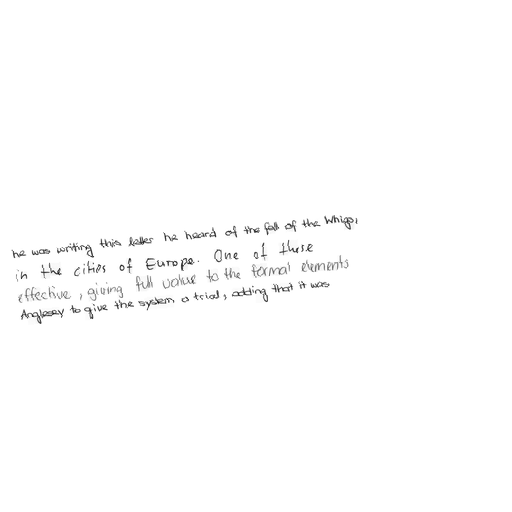 he was writing this letter he heard of the fall of the Whigs,
in the cities of Europe. One of these
effective, giving full value to the formal elements
Anglesey to give the system a trial, adding that it was